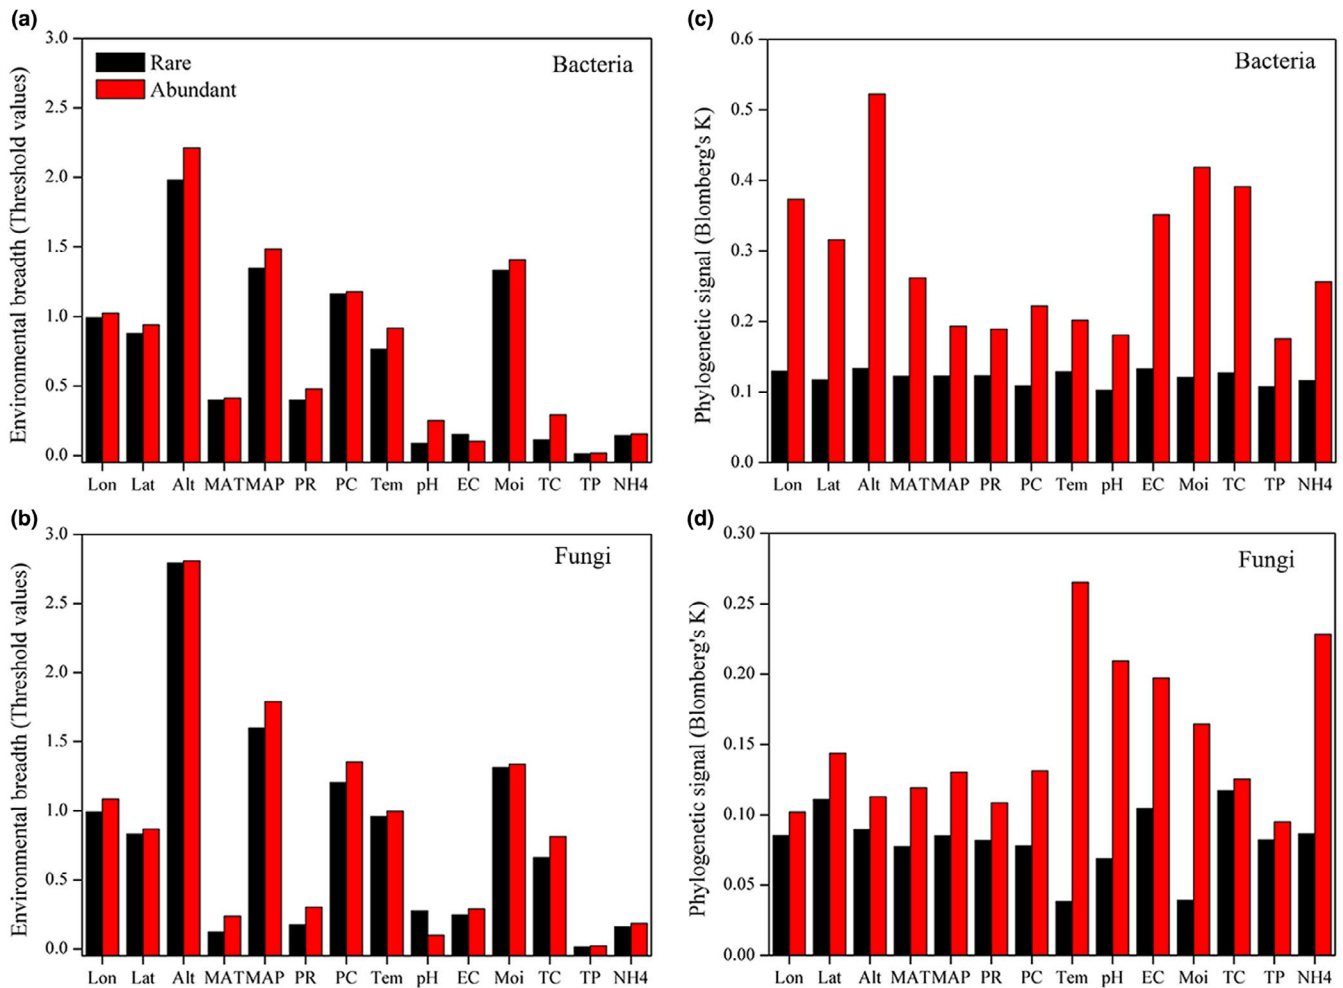 (a)
Environmental breadth (Threshold values)
3.0
2.5
2.0
1.5
1.0
0.5
0.0
Rare
Abundant
Bacteria
Lon Lat Alt MAT MAP PR PC Tem pH EC Moi TC TP NH4
(c)
Phylogenetic signal (Blomberg's K)
0.6
0.5
0.4
0.3
0.2
0.1
0.0
Bacteria
Lon Lat Alt MAT MAP PR PC Tem pH EC Moi TC TP NH4
(b)
Environmental breadth (Threshold values)
3.0
2.5
2.0
1.5
1.0
0.5
0.0
Fungi
Lon Lat Alt MAT MAP PR PC Tem pH EC Moi TC TP NH4
(d)
Phylogenetic signal (Blomberg's K)
0.30
0.25
0.20
0.15
0.10
0.05
0.00
Fungi
Lon Lat Alt MAT MAP PR PC Tem pH EC Moi TC TP NH4